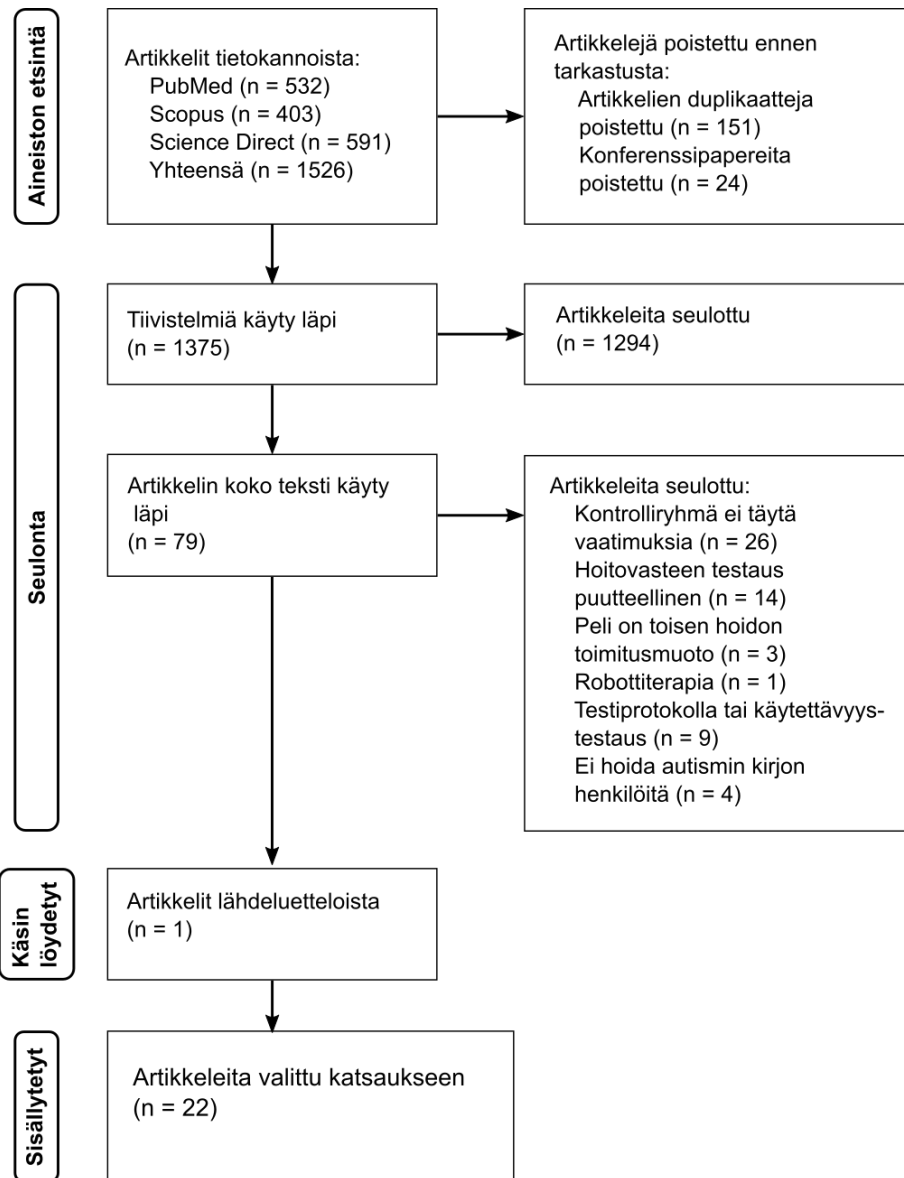 Aineiston etsintä
Artikkelit tietokannoista:
PubMed (n = 532)
Scopus (n = 403)
Science Direct (n = 591)
Yhteensä (n = 1526)
Artikkelejä poistettu ennen
tarkastusta:
Artikkelien duplikaatteja
poistettu (n = 151)
Konferenssipapereita
poistettu (n = 24)
Seulonta
Tiivistelmiä käyty läpi
(n = 1375)
Artikkeleita seulottu
(n = 1294)
Artikkelin koko teksti käyty
läpi
(n = 79)
Artikkeleita seulottu:
Kontrolliryhmä ei täytä
vaatimuksia (n = 26)
Hoitovasteen testaus
puutteellinen (n = 14)
Peli on toisen hoidon
toimitusmuoto (n = 3)
Robottiterapia (n = 1)
Testiprotokolla tai käytettävyys-
testaus (n = 9)
Ei hoida autismin kirjon
henkilöitä (n = 4)
Käsin
löydetyt
Artikkelit lähdeluetteloista
(n = 1)
Sisällytetyt
Artikkeleita valittu katsaukseen
(n = 22)